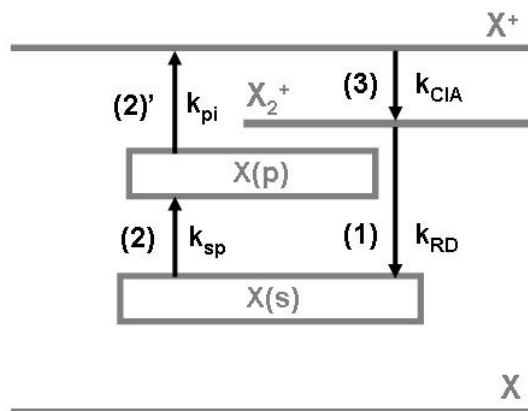 X⁺
(2)' k_pi
(3) k_CIA
X₂⁺
X(p)
(2) k_sp
(1) k_RD
X(s)
X